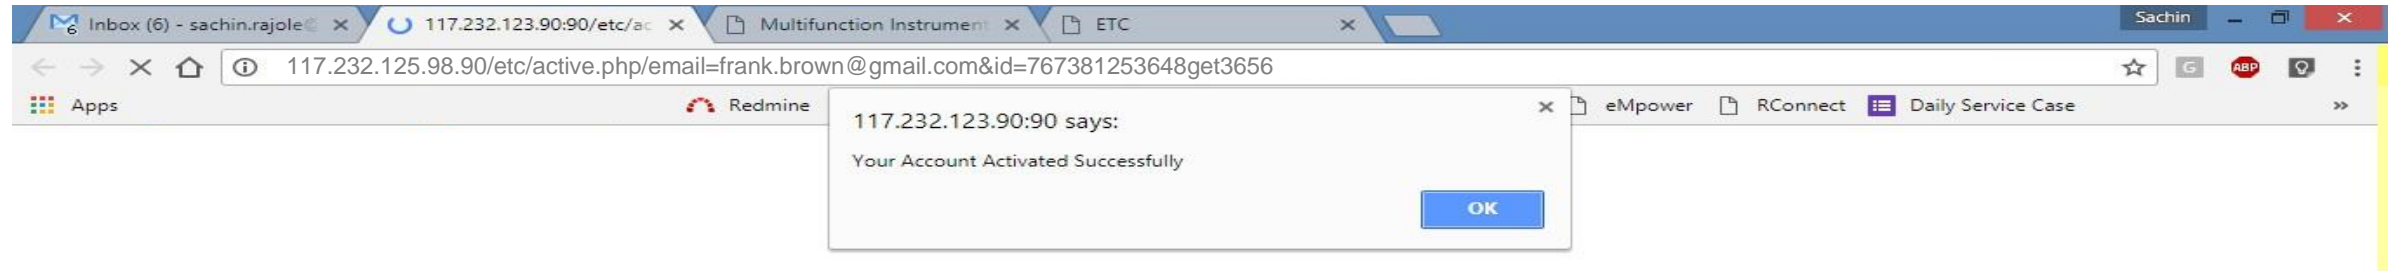 Inbox (6) - sachin.rajole 117.232.123.90:90/etc/ac Multifunction Instrument ETC Sachin
117.232.125.98.90/etc/active.php/email=frank.brown@gmail.com&id=767381253648get3656 G ABP
Apps Redmine eMpower RConnect Daily Service Case »
117.232.123.90:90 says:
Your Account Activated Successfully
OK